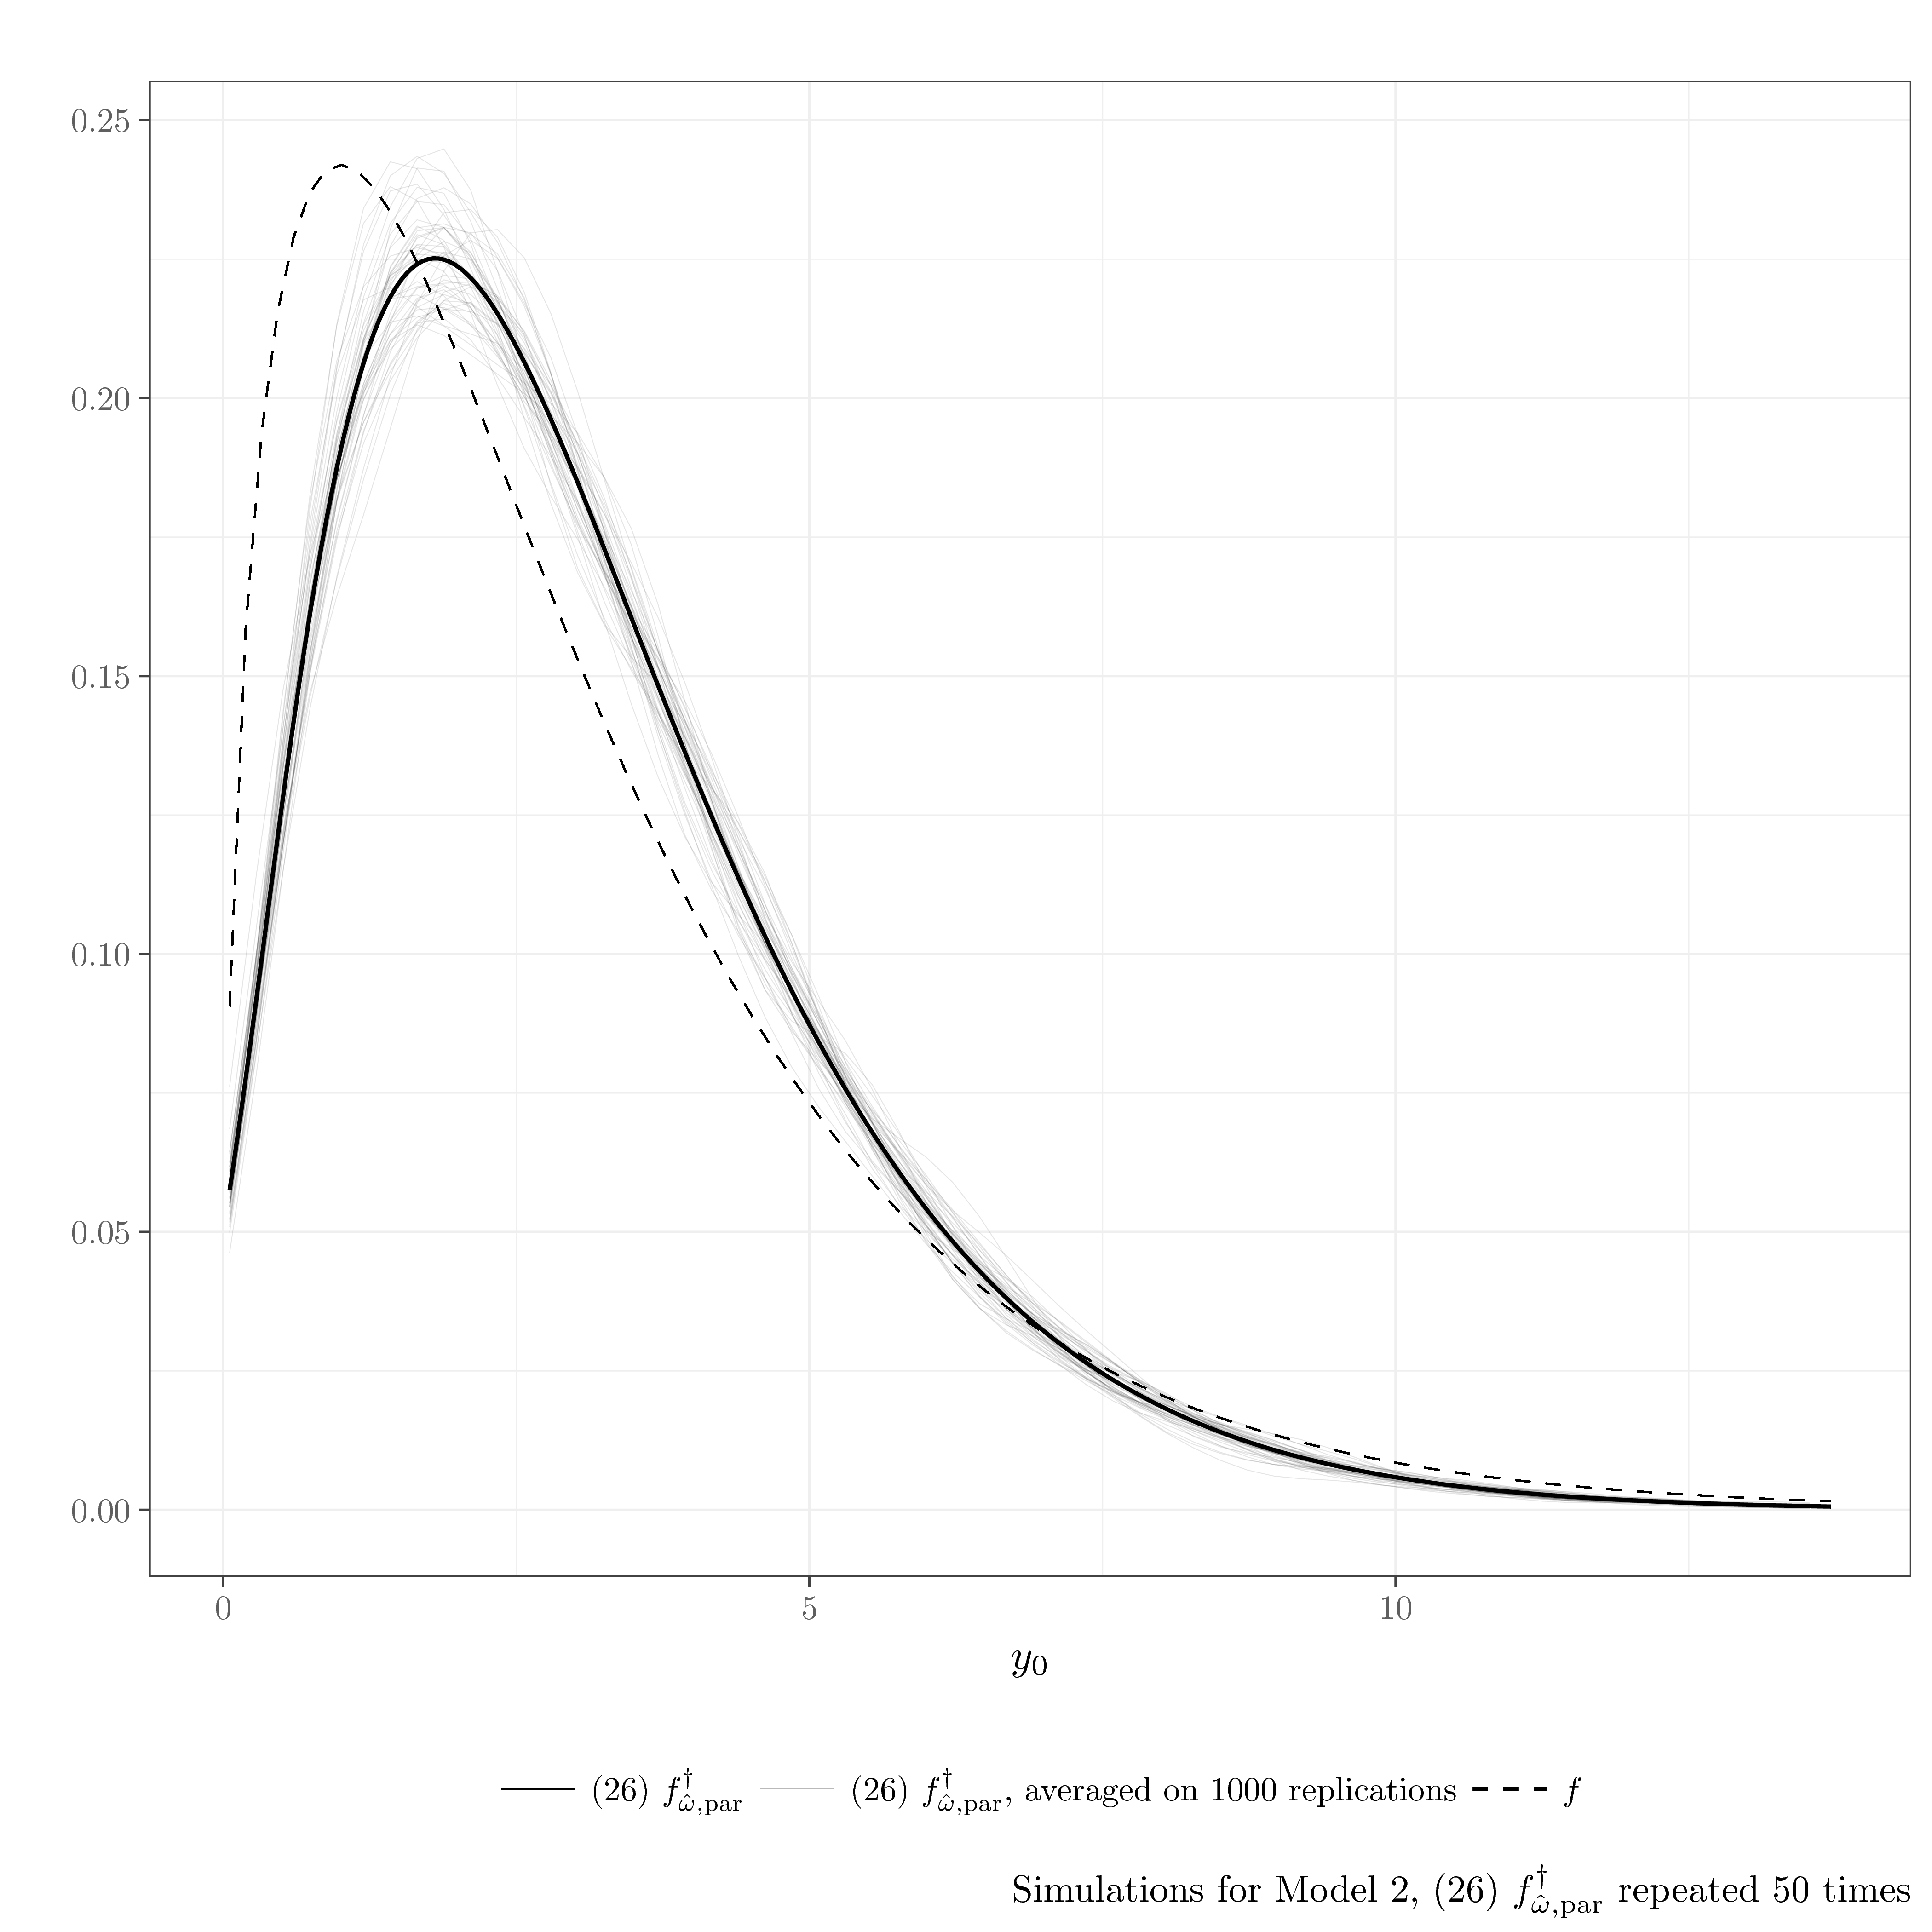 0.25
0.20
0.15
0.10
0.05
0.00
0 5 10
y₀
(26) f†ω̂,par (26) f†ω̂,par, averaged on 1000 replications f
Simulations for Model 2, (26) f†ω̂,par repeated 50 times